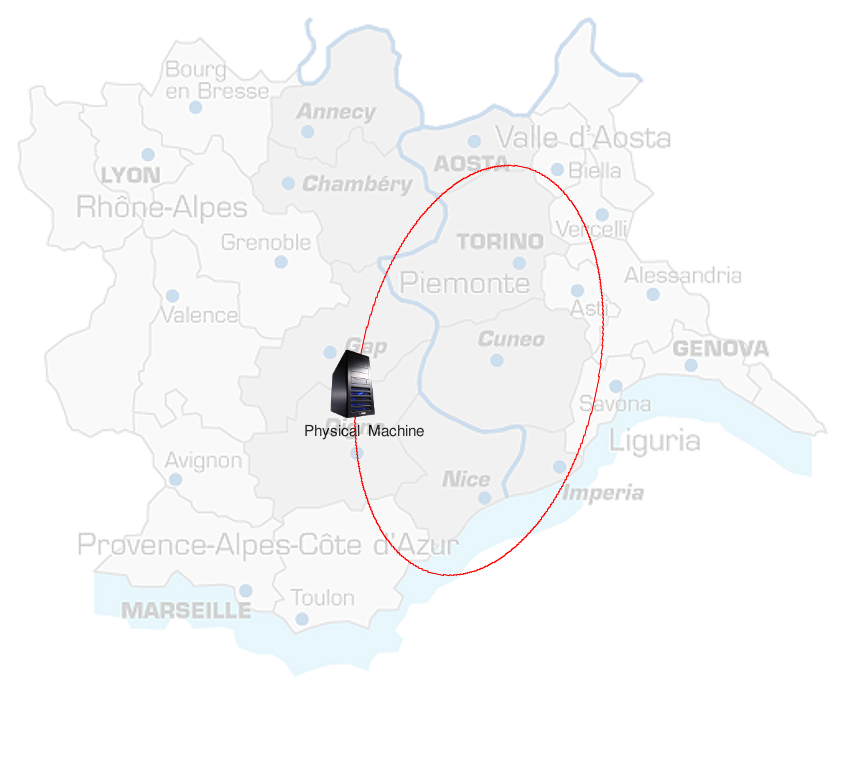 Bourg
en Bresse
Annecy
Valle d'Aosta
LYON
AOSTA
Biella
Chambéry
Rhône-Alpes
Vercelli
Grenoble
TORINO
Piemonte
Alessandria
Valence
Asti
Gap
Cuneo
GENOVA
Savona
Digne
Physical Machine
Liguria
Avignon
Nice
Imperia
Provence-Alpes-Côte d'Azur
MARSEILLE
Toulon